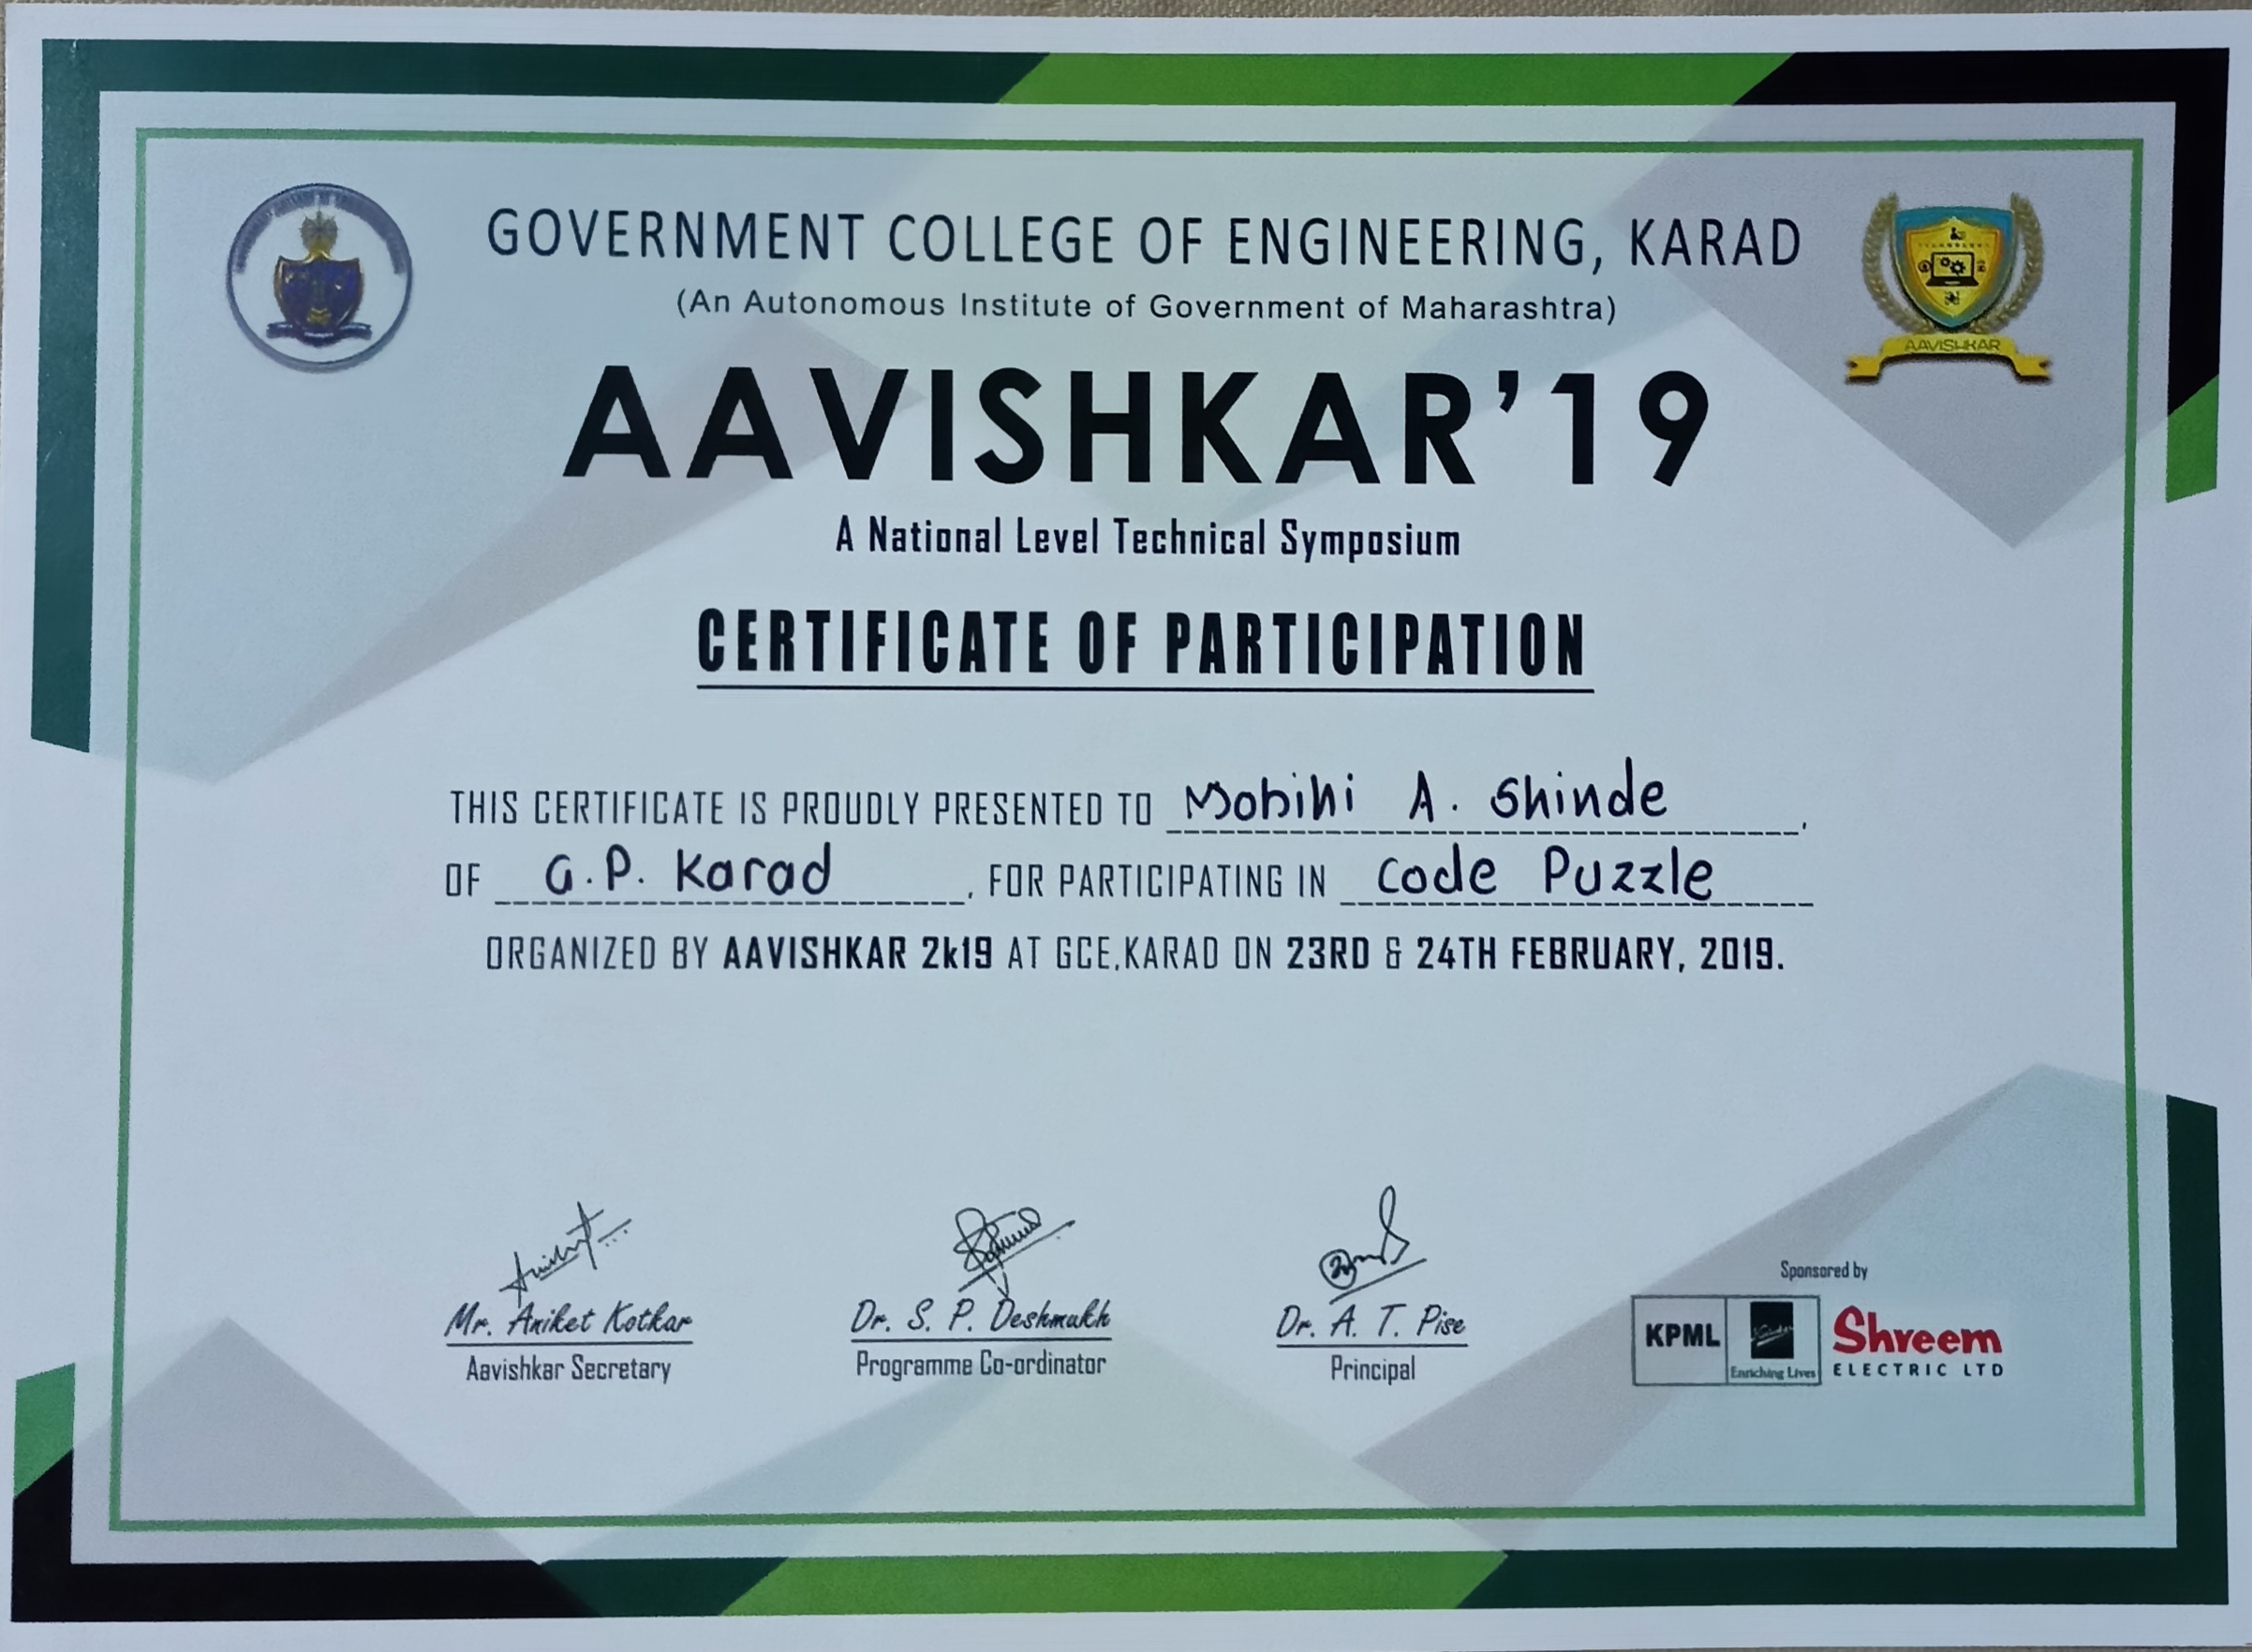 GOVERNMENT COLLEGE OF ENGINEERING, KARAD
(An Autonomous Institute of Government of Maharashtra)
AAVISHKAR
AAVISHKAR'19
A National Level Technical Symposium
CERTIFICATE OF PARTICIPATION
THIS CERTIFICATE IS PROUDLY PRESENTED TO Mohini A. Shinde,
OF G.P. Karad, FOR PARTICIPATING IN Code Puzzle
ORGANIZED BY AAVISHKAR 2k19 AT GCE,KARAD ON 23RD & 24TH FEBRUARY, 2019.
Mr. Aniket Kotkar
Aavishkar Secretary
Dr. S. P. Deshmukh
Programme Co-ordinator
Dr. A. T. Pise
Principal
Sponsored by
KPML
Enriching Lives
Shreem
ELECTRIC LTD